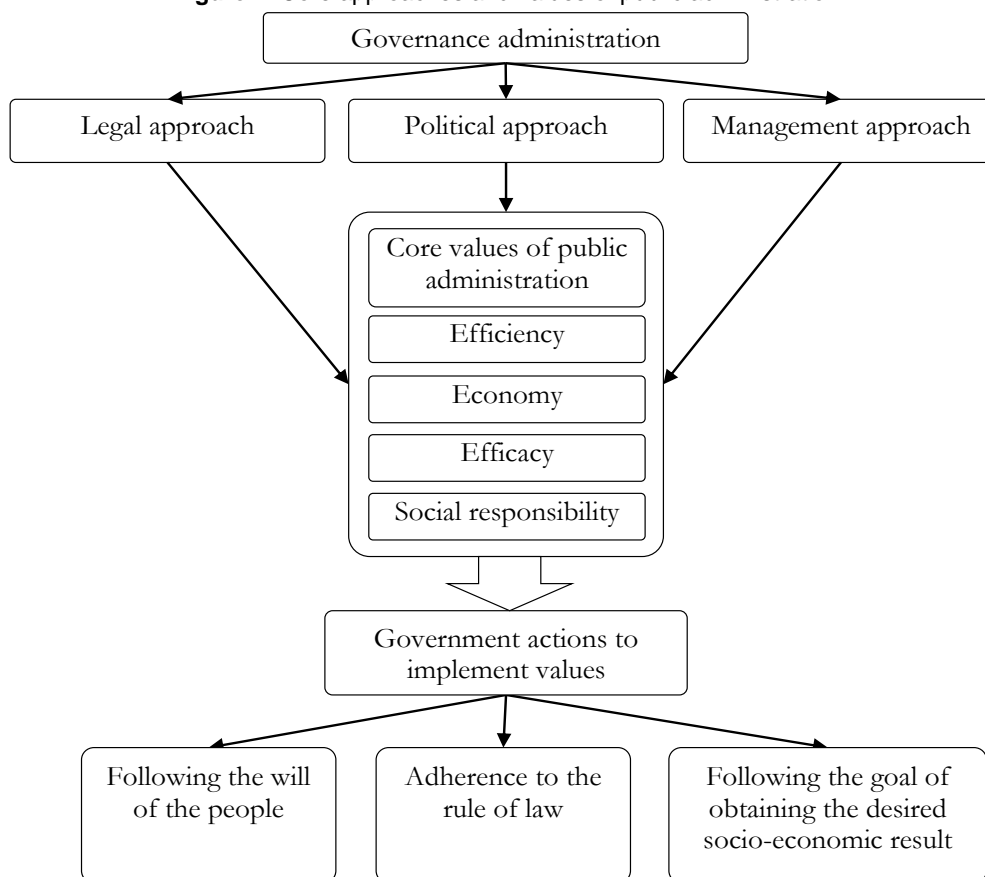 Governance administration
Legal approach
Political approach
Management approach
Core values of public
administration
Efficiency
Economy
Efficacy
Social responsibility
Government actions to
implement values
Following the will
of the people
Adherence to the
rule of law
Following the goal of
obtaining the desired
socio-economic result